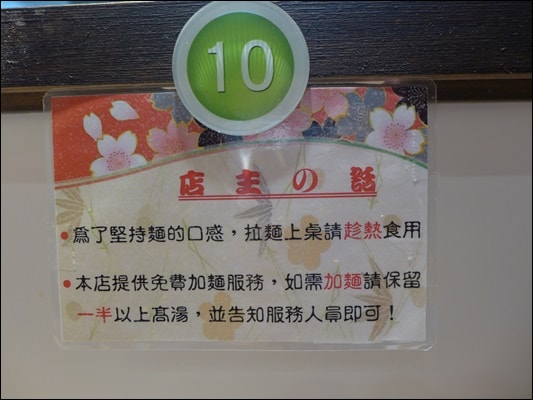 10
店主の話
•為了堅持麵的口感，拉麵上桌請趁熱食用
•本店提供免費加麵服務，如需加麵請保留
一半以上高湯，並告知服務人員即可！